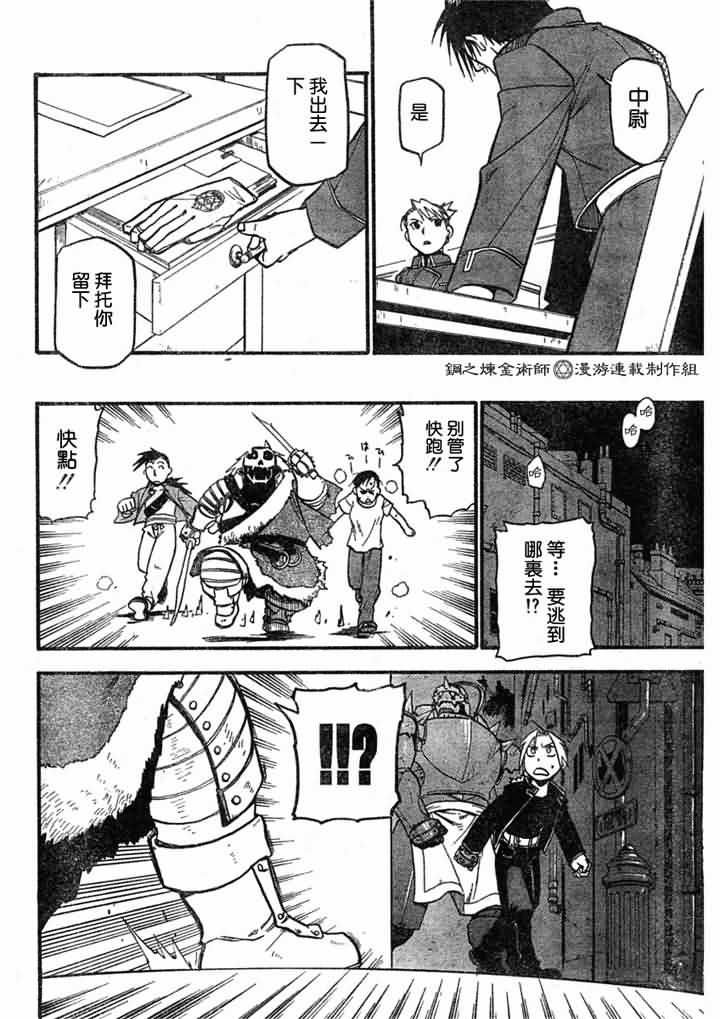 中尉
是
我出去一
下
拜托你
留下
鋼之煉金術師 漫游連載制作組
哈
哈
哈
等… 要逃到
哪裏去!?
別管了
快跑!!
は
ひ
快點!!
!!?